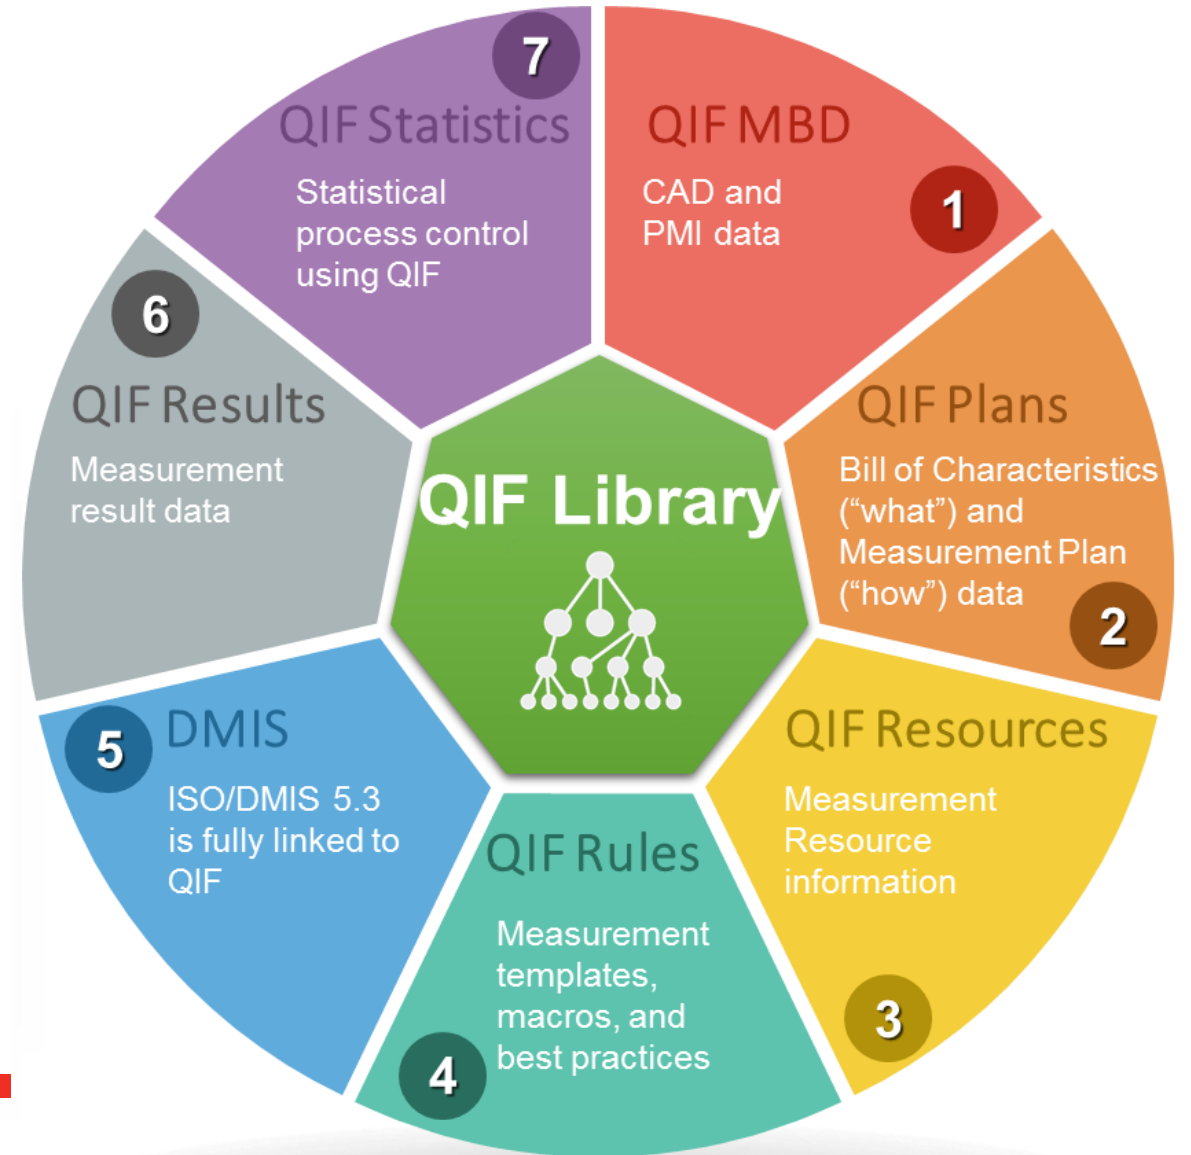 7
QIF Statistics
Statistical
process control
using QIF
QIF MBD
CAD and
PMI data
1
QIF Plans
Bill of Characteristics
(“what”) and
Measurement Plan
(“how”) data
2
QIF Resources
Measurement
Resource
information
3
QIF Rules
Measurement
templates,
macros, and
best practices
4
5
DMIS
ISO/DMIS 5.3
is fully linked to
QIF
6
QIF Results
Measurement
result data
QIF Library